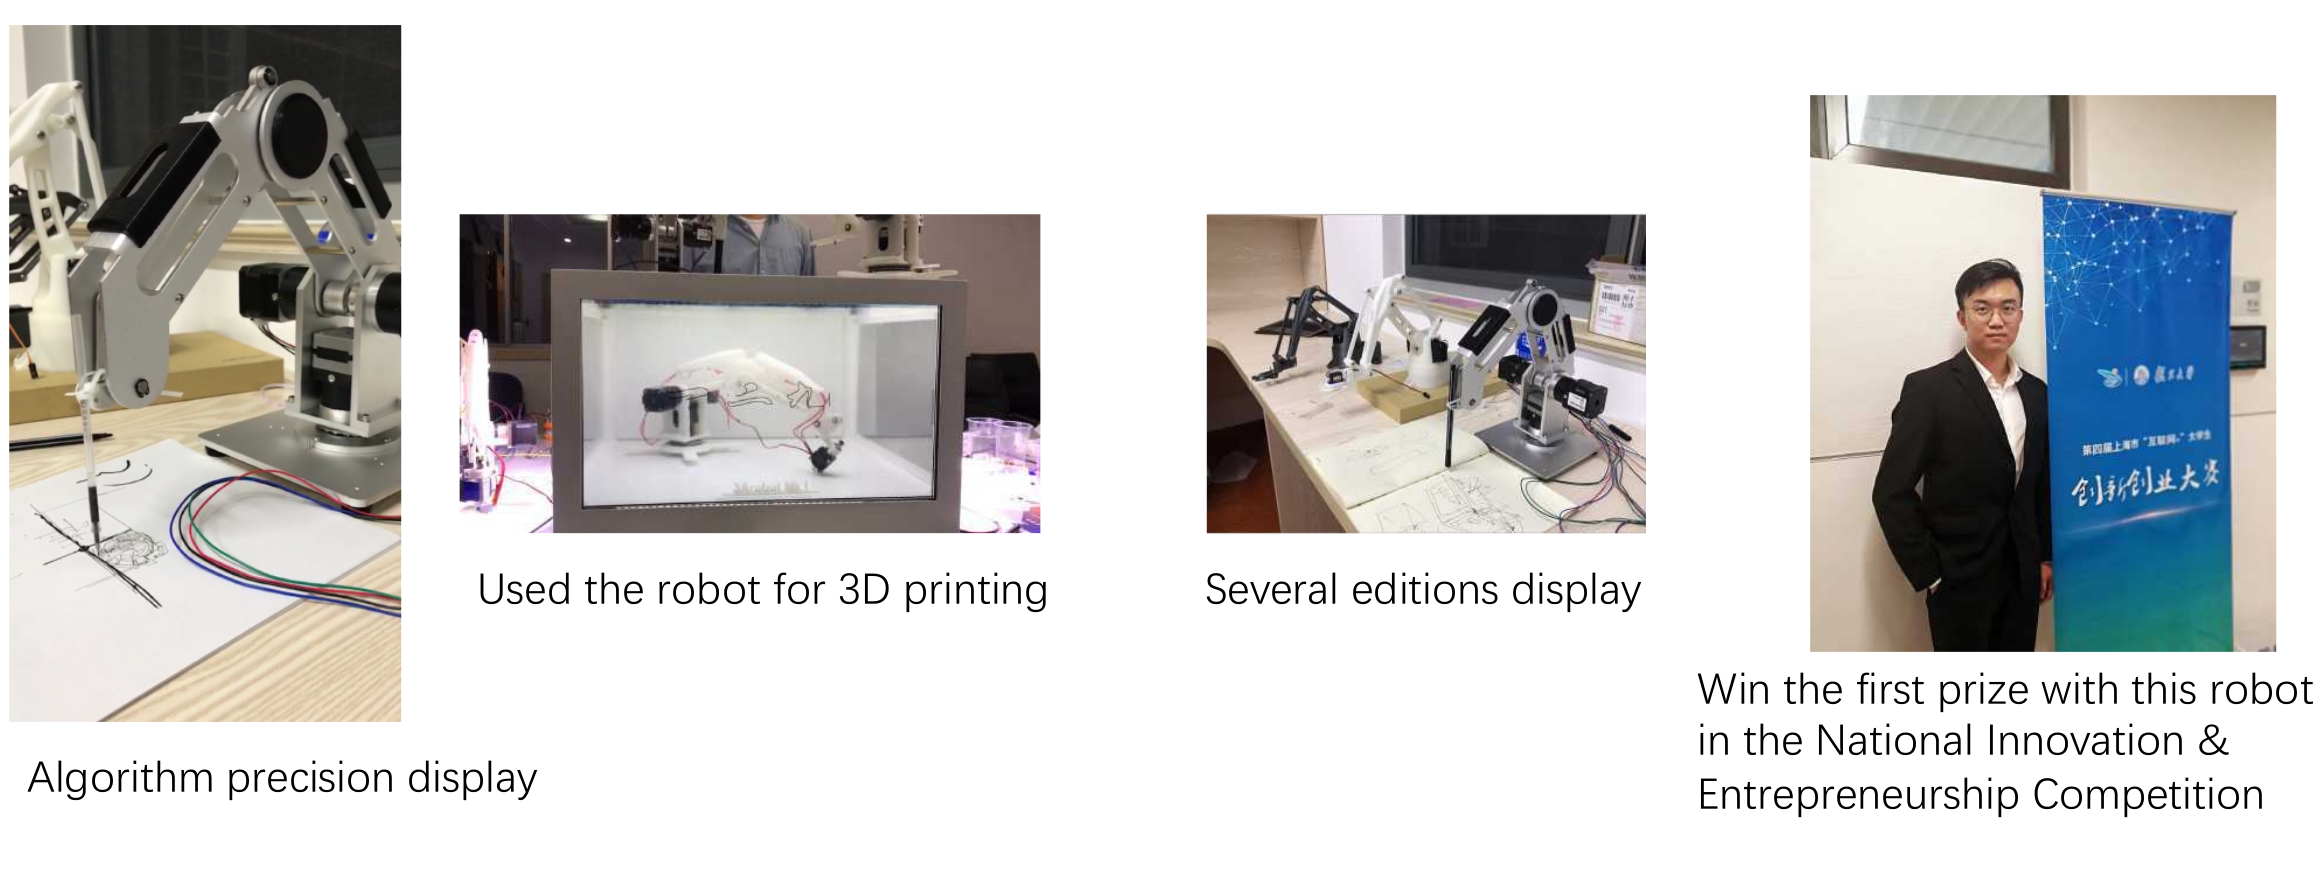 Algorithm precision display
Used the robot for 3D printing
Several editions display
第四届上海市“互联网+”大学生
创新创业大赛
Win the first prize with this robot
in the National Innovation &
Entrepreneurship Competition